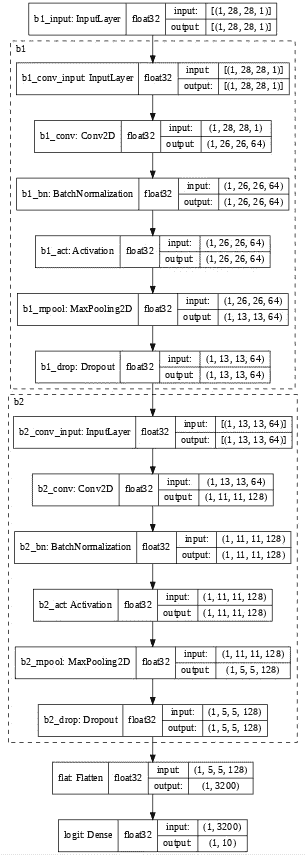 b1_input: InputLayer float32 input: [(1, 28, 28, 1)]
output: [(1, 28, 28, 1)]
b1
b1_conv_input: InputLayer float32 input: [(1, 28, 28, 1)]
output: [(1, 28, 28, 1)]
b1_conv: Conv2D float32 input: (1, 28, 28, 1)
output: (1, 26, 26, 64)
b1_bn: BatchNormalization float32 input: (1, 26, 26, 64)
output: (1, 26, 26, 64)
b1_act: Activation float32 input: (1, 26, 26, 64)
output: (1, 26, 26, 64)
b1_mpool: MaxPooling2D float32 input: (1, 26, 26, 64)
output: (1, 13, 13, 64)
b1_drop: Dropout float32 input: (1, 13, 13, 64)
output: (1, 13, 13, 64)
b2
b2_conv_input: InputLayer float32 input: [(1, 13, 13, 64)]
output: [(1, 13, 13, 64)]
b2_conv: Conv2D float32 input: (1, 13, 13, 64)
output: (1, 11, 11, 128)
b2_bn: BatchNormalization float32 input: (1, 11, 11, 128)
output: (1, 11, 11, 128)
b2_act: Activation float32 input: (1, 11, 11, 128)
output: (1, 11, 11, 128)
b2_mpool: MaxPooling2D float32 input: (1, 11, 11, 128)
output: (1, 5, 5, 128)
b2_drop: Dropout float32 input: (1, 5, 5, 128)
output: (1, 5, 5, 128)
flat: Flatten float32 input: (1, 5, 5, 128)
output: (1, 3200)
logit: Dense float32 input: (1, 3200)
output: (1, 10)